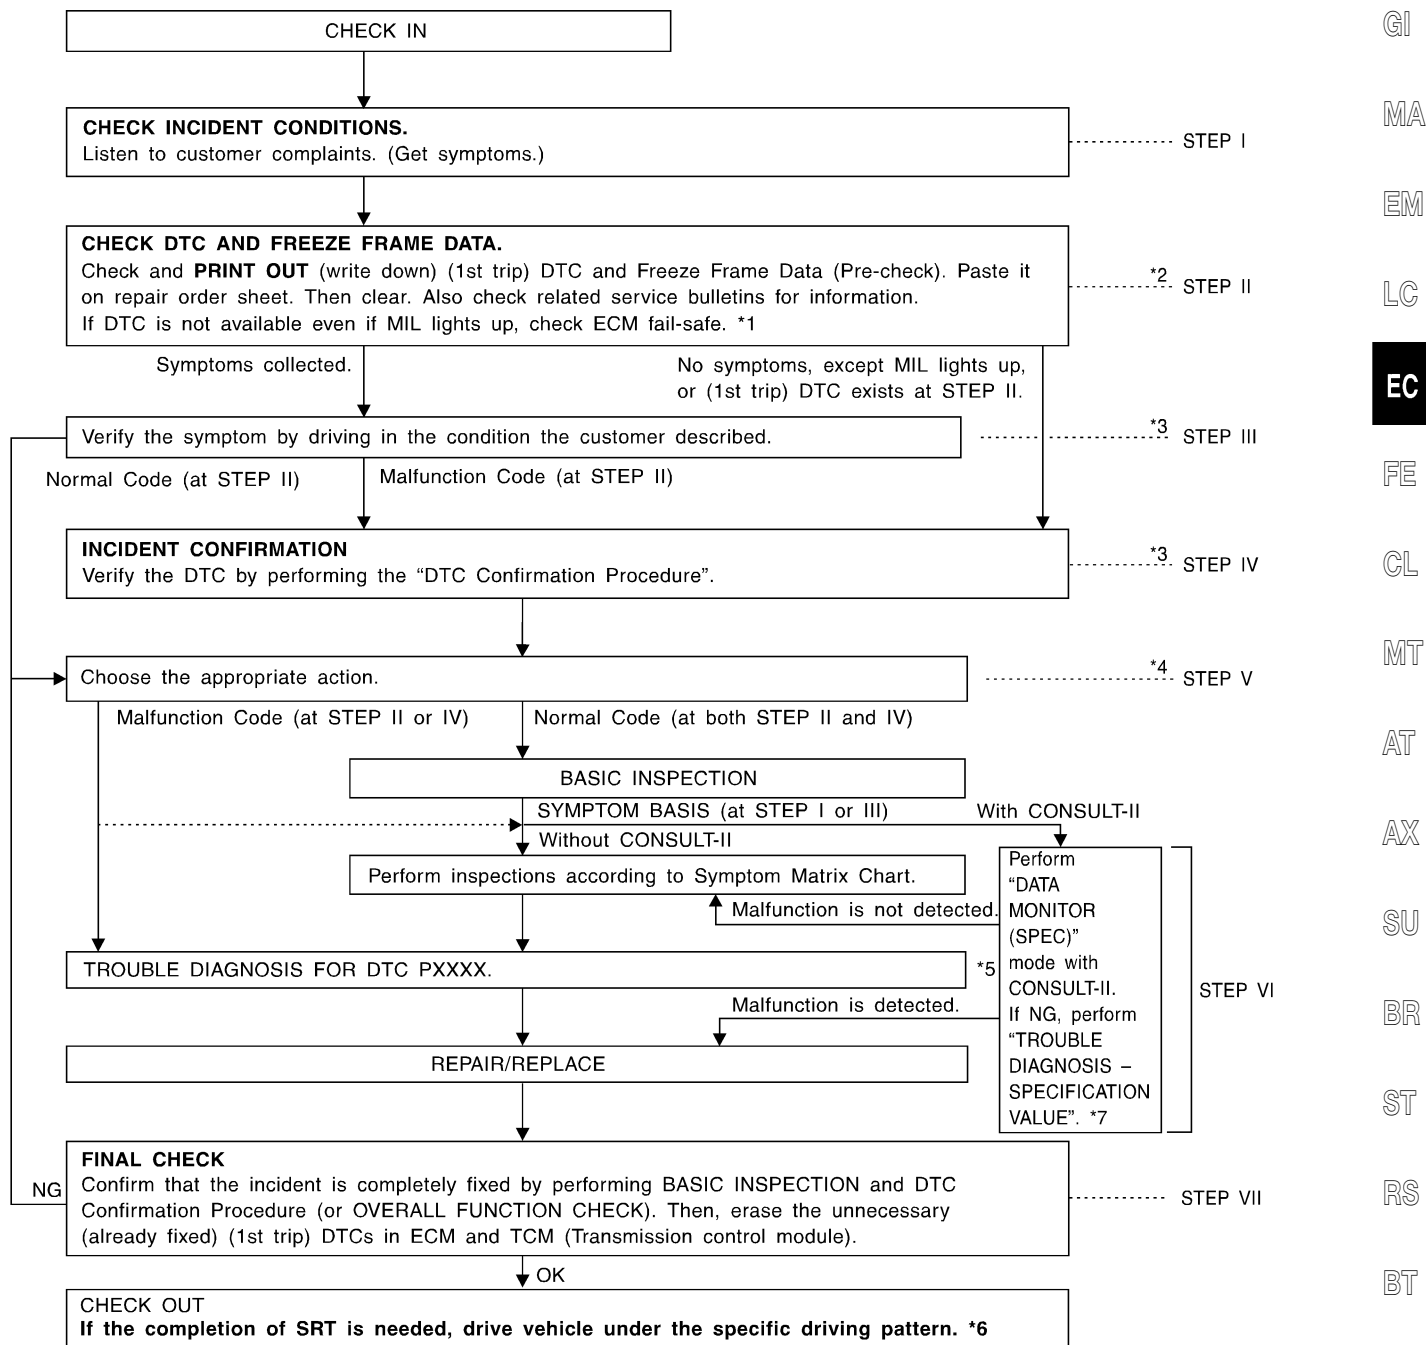 CHECK IN
CHECK INCIDENT CONDITIONS.
Listen to customer complaints. (Get symptoms.)
STEP I
CHECK DTC AND FREEZE FRAME DATA.
Check and PRINT OUT (write down) (1st trip) DTC and Freeze Frame Data (Pre-check). Paste it
on repair order sheet. Then clear. Also check related service bulletins for information.
If DTC is not available even if MIL lights up, check ECM fail-safe. *1
*2
STEP II
Symptoms collected.
No symptoms, except MIL lights up,
or (1st trip) DTC exists at STEP II.
Verify the symptom by driving in the condition the customer described.
*3
STEP III
Normal Code (at STEP II)
Malfunction Code (at STEP II)
INCIDENT CONFIRMATION
Verify the DTC by performing the “DTC Confirmation Procedure”.
*3
STEP IV
Choose the appropriate action.
*4
STEP V
Malfunction Code (at STEP II or IV)
Normal Code (at both STEP II and IV)
BASIC INSPECTION
SYMPTOM BASIS (at STEP I or III)
With CONSULT-II
Without CONSULT-II
Perform inspections according to Symptom Matrix Chart.
Malfunction is not detected.
TROUBLE DIAGNOSIS FOR DTC PXXXX.
*5
Malfunction is detected.
REPAIR/REPLACE
Perform
“DATA
MONITOR
(SPEC)”
mode with
CONSULT-II.
If NG, perform
“TROUBLE
DIAGNOSIS –
SPECIFICATION
VALUE”. *7
STEP VI
FINAL CHECK
Confirm that the incident is completely fixed by performing BASIC INSPECTION and DTC
Confirmation Procedure (or OVERALL FUNCTION CHECK). Then, erase the unnecessary
(already fixed) (1st trip) DTCs in ECM and TCM (Transmission control module).
NG
STEP VII
OK
CHECK OUT
If the completion of SRT is needed, drive vehicle under the specific driving pattern. *6
GI
MA
EM
LC
EC
FE
CL
MT
AT
AX
SU
BR
ST
RS
BT